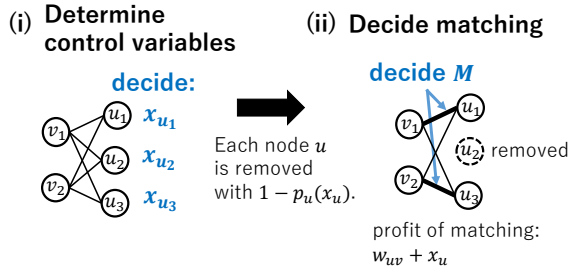 (i) Determine
control variables
decide:
v₁
v₂
u₁
u₂
u₃
x_{u₁}
x_{u₂}
x_{u₃}
Each node u
is removed
with 1 − p_u(x_u).
(ii) Decide matching
decide M
v₁
v₂
u₁
u₂ removed
u₃
profit of matching:
w_{uv} + x_u